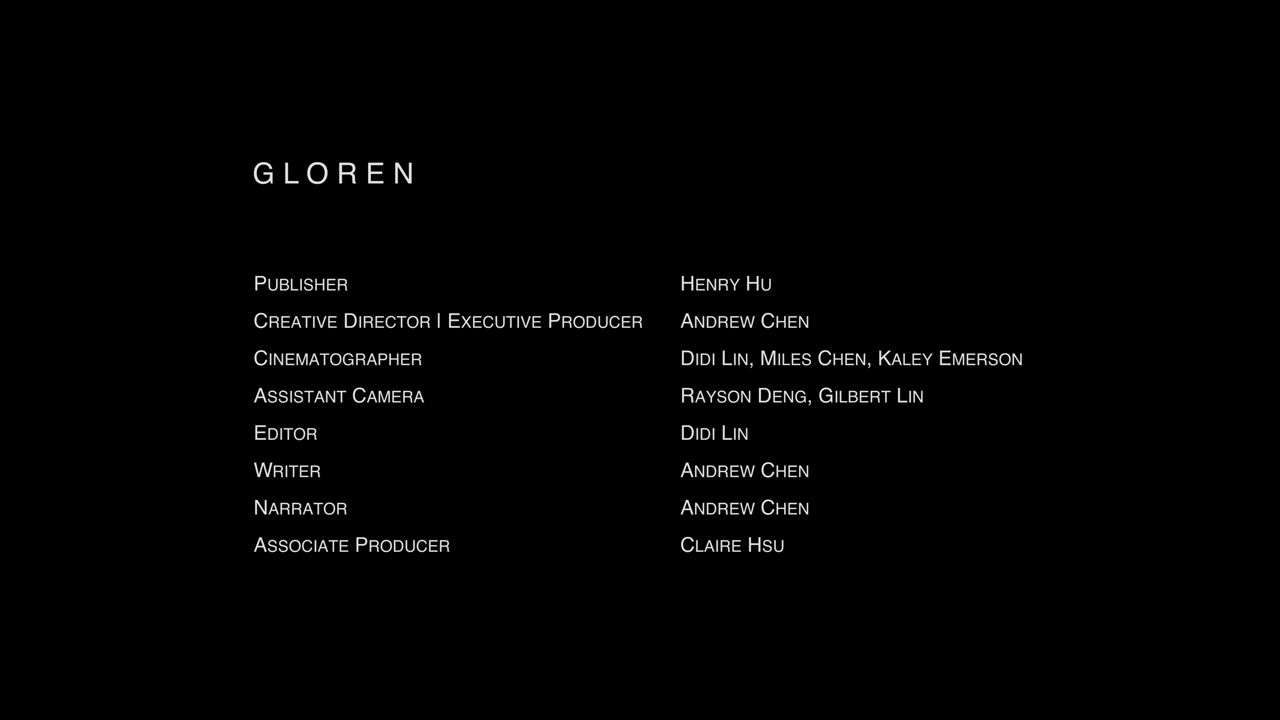 GLOREN
Publisher Henry Hu
Creative Director | Executive Producer Andrew Chen
Cinematographer Didi Lin, Miles Chen, Kaley Emerson
Assistant Camera Rayson Deng, Gilbert Lin
Editor Didi Lin
Writer Andrew Chen
Narrator Andrew Chen
Associate Producer Claire Hsu